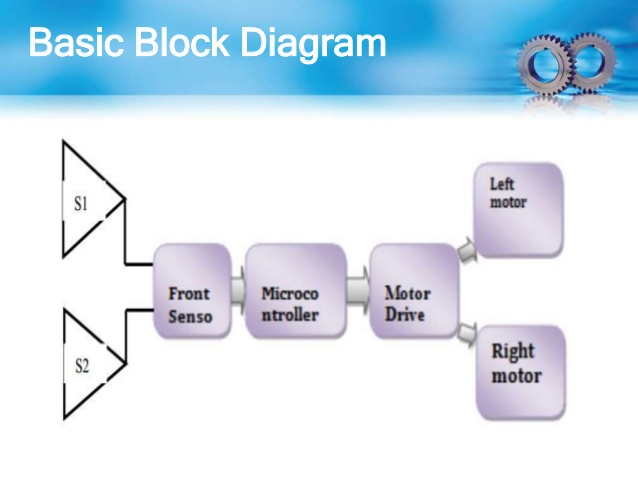 Basic Block Diagram
S1
S2
Front
Senso
Microco
ntroller
Motor
Drive
Left
motor
Right
motor